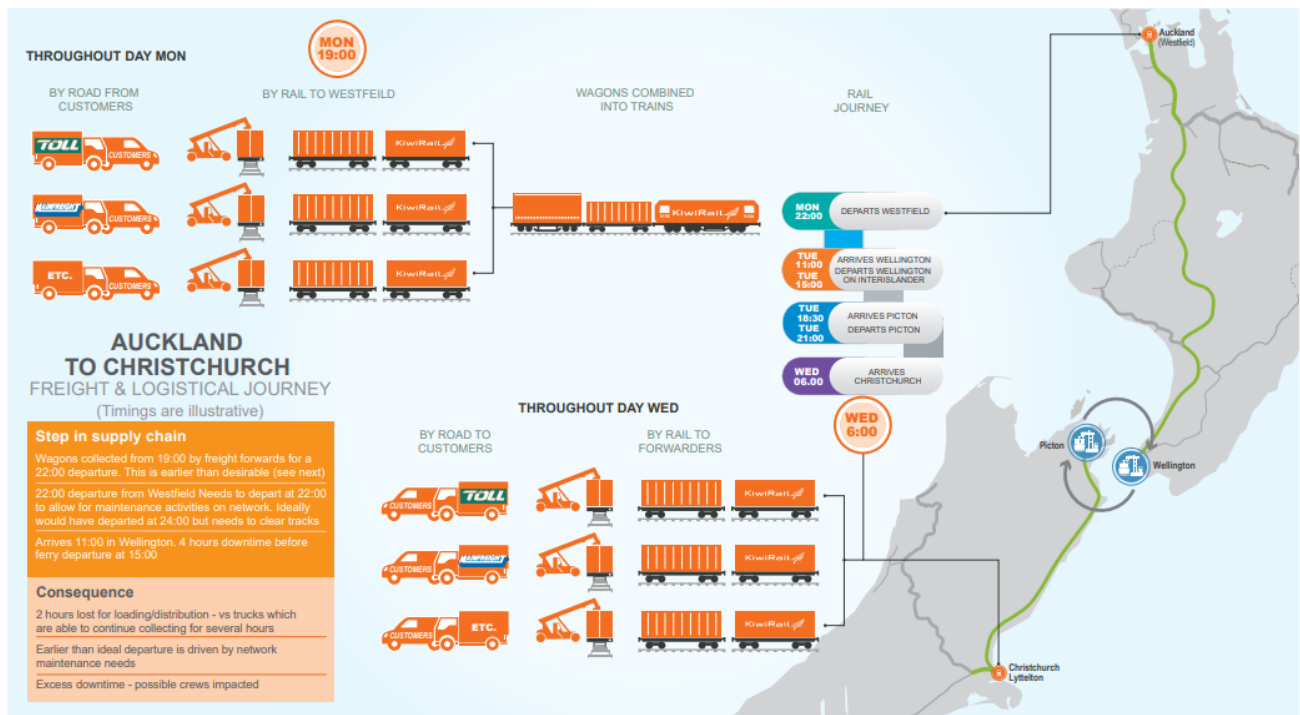 THROUGHOUT DAY MON
MON
19:00
BY ROAD FROM
CUSTOMERS
BY RAIL TO WESTFEILD
WAGONS COMBINED
INTO TRAINS
RAIL
JOURNEY
TOLL
CUSTOMERS
KiwiRail
MAINFREIGHT
CUSTOMERS
KiwiRail
KiwiRail
ETC.
CUSTOMERS
KiwiRail
MON
22:00
DEPARTS WESTFIELD
TUE
11:00
TUE
15:00
ARRIVES WELLINGTON
DEPARTS WELLINGTON
ON INTERISLANDER
TUE
18:30
TUE
21:00
ARRIVES PICTON
DEPARTS PICTON
WED
06.00
ARRIVES
CHRISTCHURCH
AUCKLAND
TO CHRISTCHURCH
FREIGHT & LOGISTICAL JOURNEY
(Timings are illustrative)
Step in supply chain
Wagons collected from 19:00 by freight forwards for a
22:00 departure. This is earlier than desirable (see next)
22:00 departure from Westfield Needs to depart at 22:00
to allow for maintenance activities on network. Ideally
would have departed at 24:00 but needs to clear tracks
Arrives 11:00 in Wellington. 4 hours downtime before
ferry departure at 15:00
Consequence
2 hours lost for loading/distribution - vs trucks which
are able to continue collecting for several hours
Earlier than ideal departure is driven by network
maintenance needs
Excess downtime - possible crews impacted
THROUGHOUT DAY WED
WED
6:00
BY ROAD TO
CUSTOMERS
BY RAIL TO
FORWARDERS
CUSTOMERS
TOLL
KiwiRail
CUSTOMERS
MAINFREIGHT
KiwiRail
CUSTOMERS
ETC.
KiwiRail
Auckland
(Westfield)
Picton
Wellington
Christchurch
Lyttelton